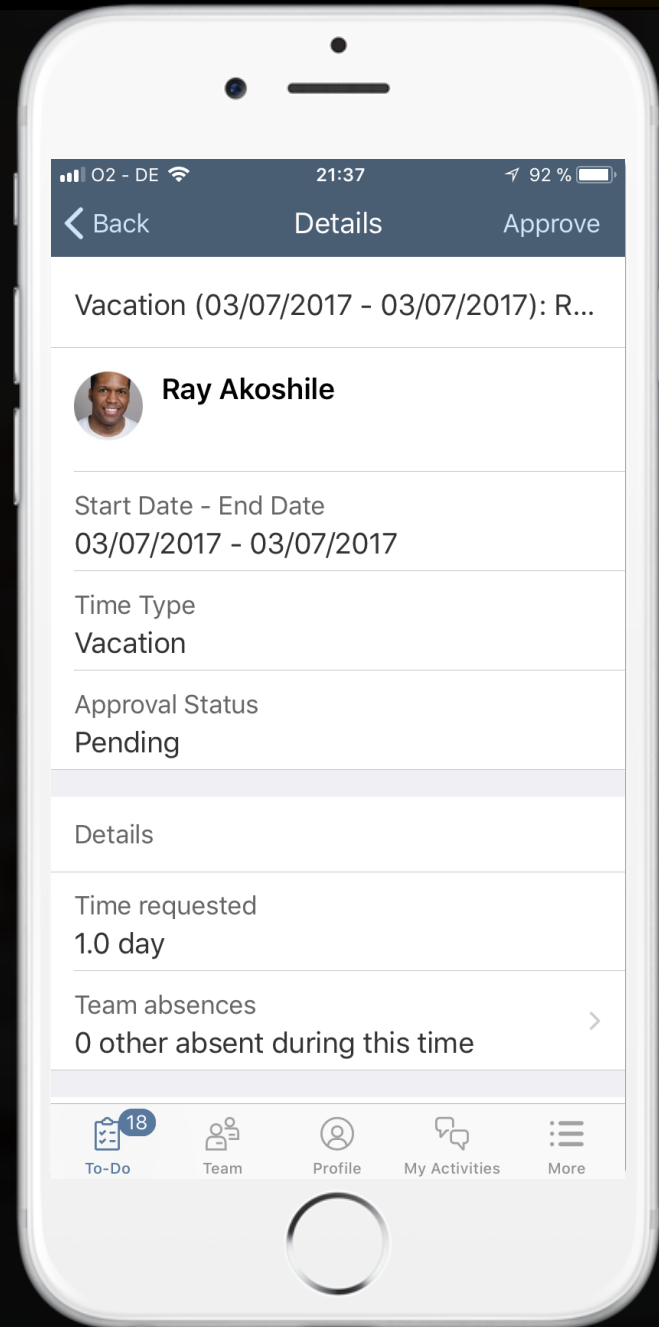 O2 - DE 21:37 92 %
Back Details Approve
Vacation (03/07/2017 - 03/07/2017): R...
Ray Akoshile
Start Date - End Date
03/07/2017 - 03/07/2017
Time Type
Vacation
Approval Status
Pending
Details
Time requested
1.0 day
Team absences
0 other absent during this time
18
To-Do Team Profile My Activities More